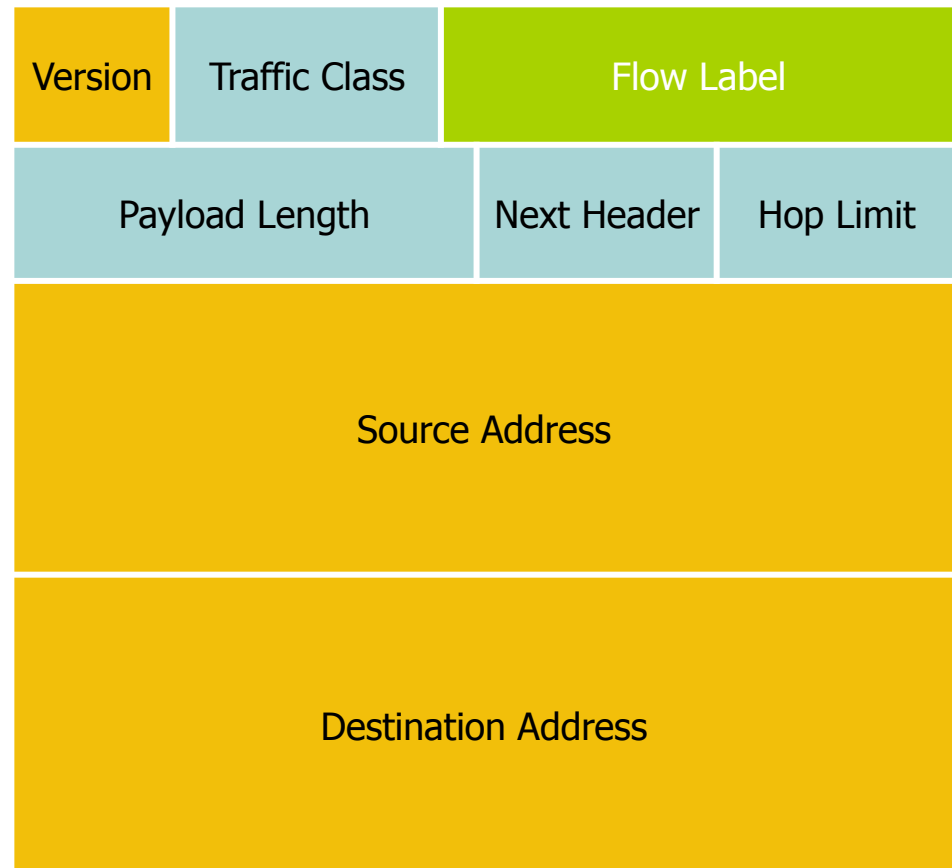 Version Traffic Class Flow Label
Payload Length Next Header Hop Limit
Source Address
Destination Address